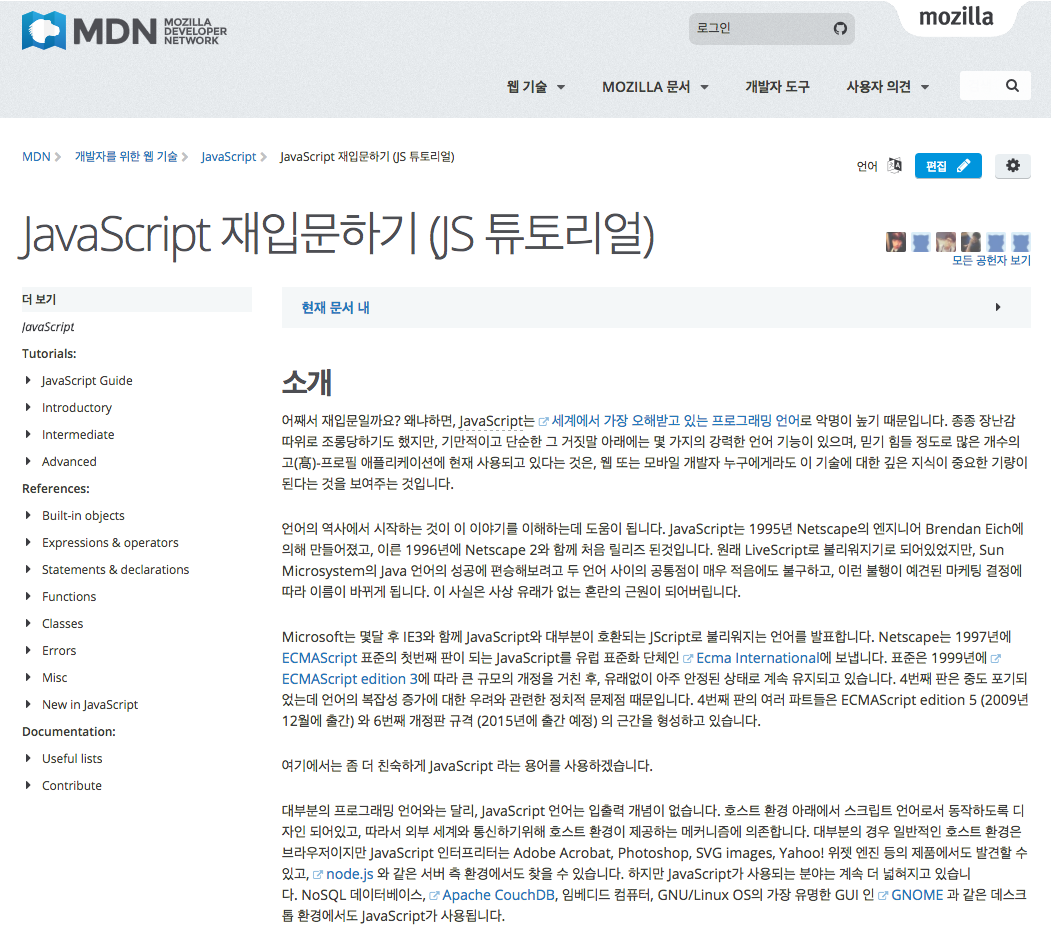 MDN MOZILLA
DEVELOPER
NETWORK
로그인
mozilla
웹 기술
MOZILLA 문서
개발자 도구
사용자 의견
MDN
개발자를 위한 웹 기술
JavaScript
JavaScript 재입문하기 (JS 튜토리얼)
언어
편집
JavaScript 재입문하기 (JS 튜토리얼)
모든 공헌자 보기
더 보기
JavaScript
Tutorials:
JavaScript Guide
Introductory
Intermediate
Advanced
References:
Built-in objects
Expressions & operators
Statements & declarations
Functions
Classes
Errors
Misc
New in JavaScript
Documentation:
Useful lists
Contribute
현재 문서 내
소개
어째서 재입문일까요? 왜냐하면, JavaScript는 세계에서 가장 오해받고 있는 프로그래밍 언어로 악명이 높기 때문입니다. 종종 장난감
따위로 조롱당하기도 했지만, 기만적이고 단순한 그 거짓말 아래에는 몇 가지의 강력한 언어 기능이 있으며, 믿기 힘들 정도로 많은 개수의
고(高)-프로필 애플리케이션에 현재 사용되고 있다는 것은, 웹 또는 모바일 개발자 누구에게라도 이 기술에 대한 깊은 지식이 중요한 기량이
된다는 것을 보여주는 것입니다.
언어의 역사에서 시작하는 것이 이 이야기를 이해하는데 도움이 됩니다. JavaScript는 1995년 Netscape의 엔지니어 Brendan Eich에
의해 만들어졌고, 이른 1996년에 Netscape 2와 함께 처음 릴리즈 된것입니다. 원래 LiveScript로 불리워지기로 되어있었지만, Sun
Microsystem의 Java 언어의 성공에 편승해보려고 두 언어 사이의 공통점이 매우 적음에도 불구하고, 이런 불행이 예견된 마케팅 결정에
따라 이름이 바뀌게 됩니다. 이 사실은 사상 유래가 없는 혼란의 근원이 되어버립니다.
Microsoft는 몇달 후 IE3와 함께 JavaScript와 대부분이 호환되는 JScript로 불리워지는 언어를 발표합니다. Netscape는 1997년에
ECMAScript 표준의 첫번째 판이 되는 JavaScript를 유럽 표준화 단체인 Ecma International에 보냅니다. 표준은 1999년에
ECMAScript edition 3에 따라 큰 규모의 개정을 거친 후, 유래없이 아주 안정된 상태로 계속 유지되고 있습니다. 4번째 판은 중도 포기되
었는데 언어의 복잡성 증가에 대한 우려와 관련한 정치적 문제점 때문입니다. 4번째 판의 여러 파트들은 ECMAScript edition 5 (2009년
12월에 출간) 와 6번째 개정판 규격 (2015년에 출간 예정) 의 근간을 형성하고 있습니다.
여기에서는 좀 더 친숙하게 JavaScript 라는 용어를 사용하겠습니다.
대부분의 프로그래밍 언어와는 달리, JavaScript 언어는 입출력 개념이 없습니다. 호스트 환경 아래에서 스크립트 언어로서 동작하도록 디
자인 되어있고, 따라서 외부 세계와 통신하기위해 호스트 환경이 제공하는 메커니즘에 의존합니다. 대부분의 경우 일반적인 호스트 환경은
브라우저이지만 JavaScript 인터프리터는 Adobe Acrobat, Photoshop, SVG images, Yahoo! 위젯 엔진 등의 제품에서도 발견할 수
있고, node.js 와 같은 서버 측 환경에서도 찾을 수 있습니다. 하지만 JavaScript가 사용되는 분야는 계속 더 넓혀지고 있습니
다. NoSQL 데이터베이스, Apache CouchDB, 임베디드 컴퓨터, GNU/Linux OS의 가장 유명한 GUI 인 GNOME 과 같은 데스크
톱 환경에서도 JavaScript가 사용됩니다.